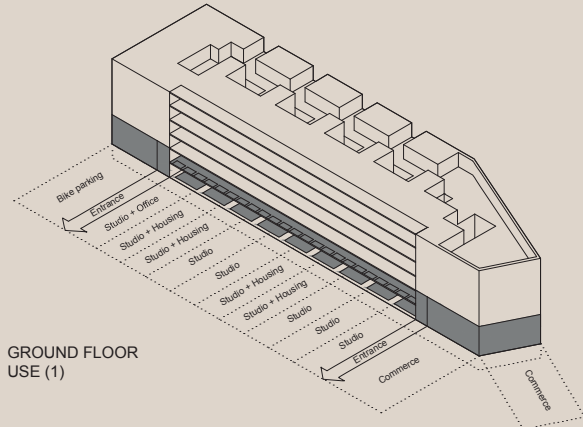 Bike parking
Entrance
Studio + Office
Studio + Housing
Studio + Housing
Studio
Studio
Studio + Housing
Studio + Housing
Studio
Studio
Studio
Entrance
Commerce
Commerce
GROUND FLOOR
USE (1)